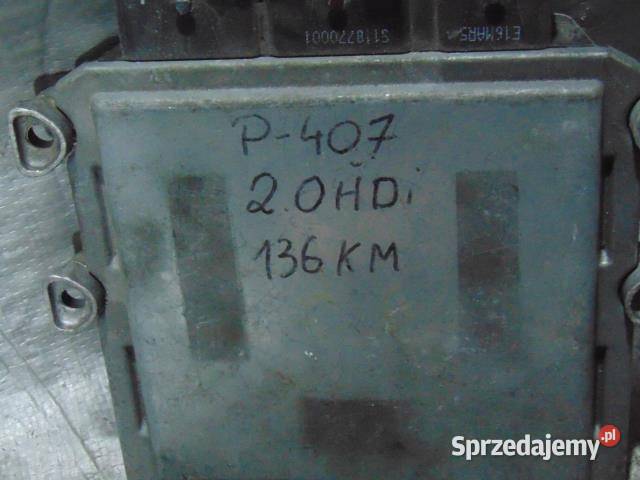 S118770001 E16MAR5
P-407
2.0HDi
136KM
Sprzedajemy.pl